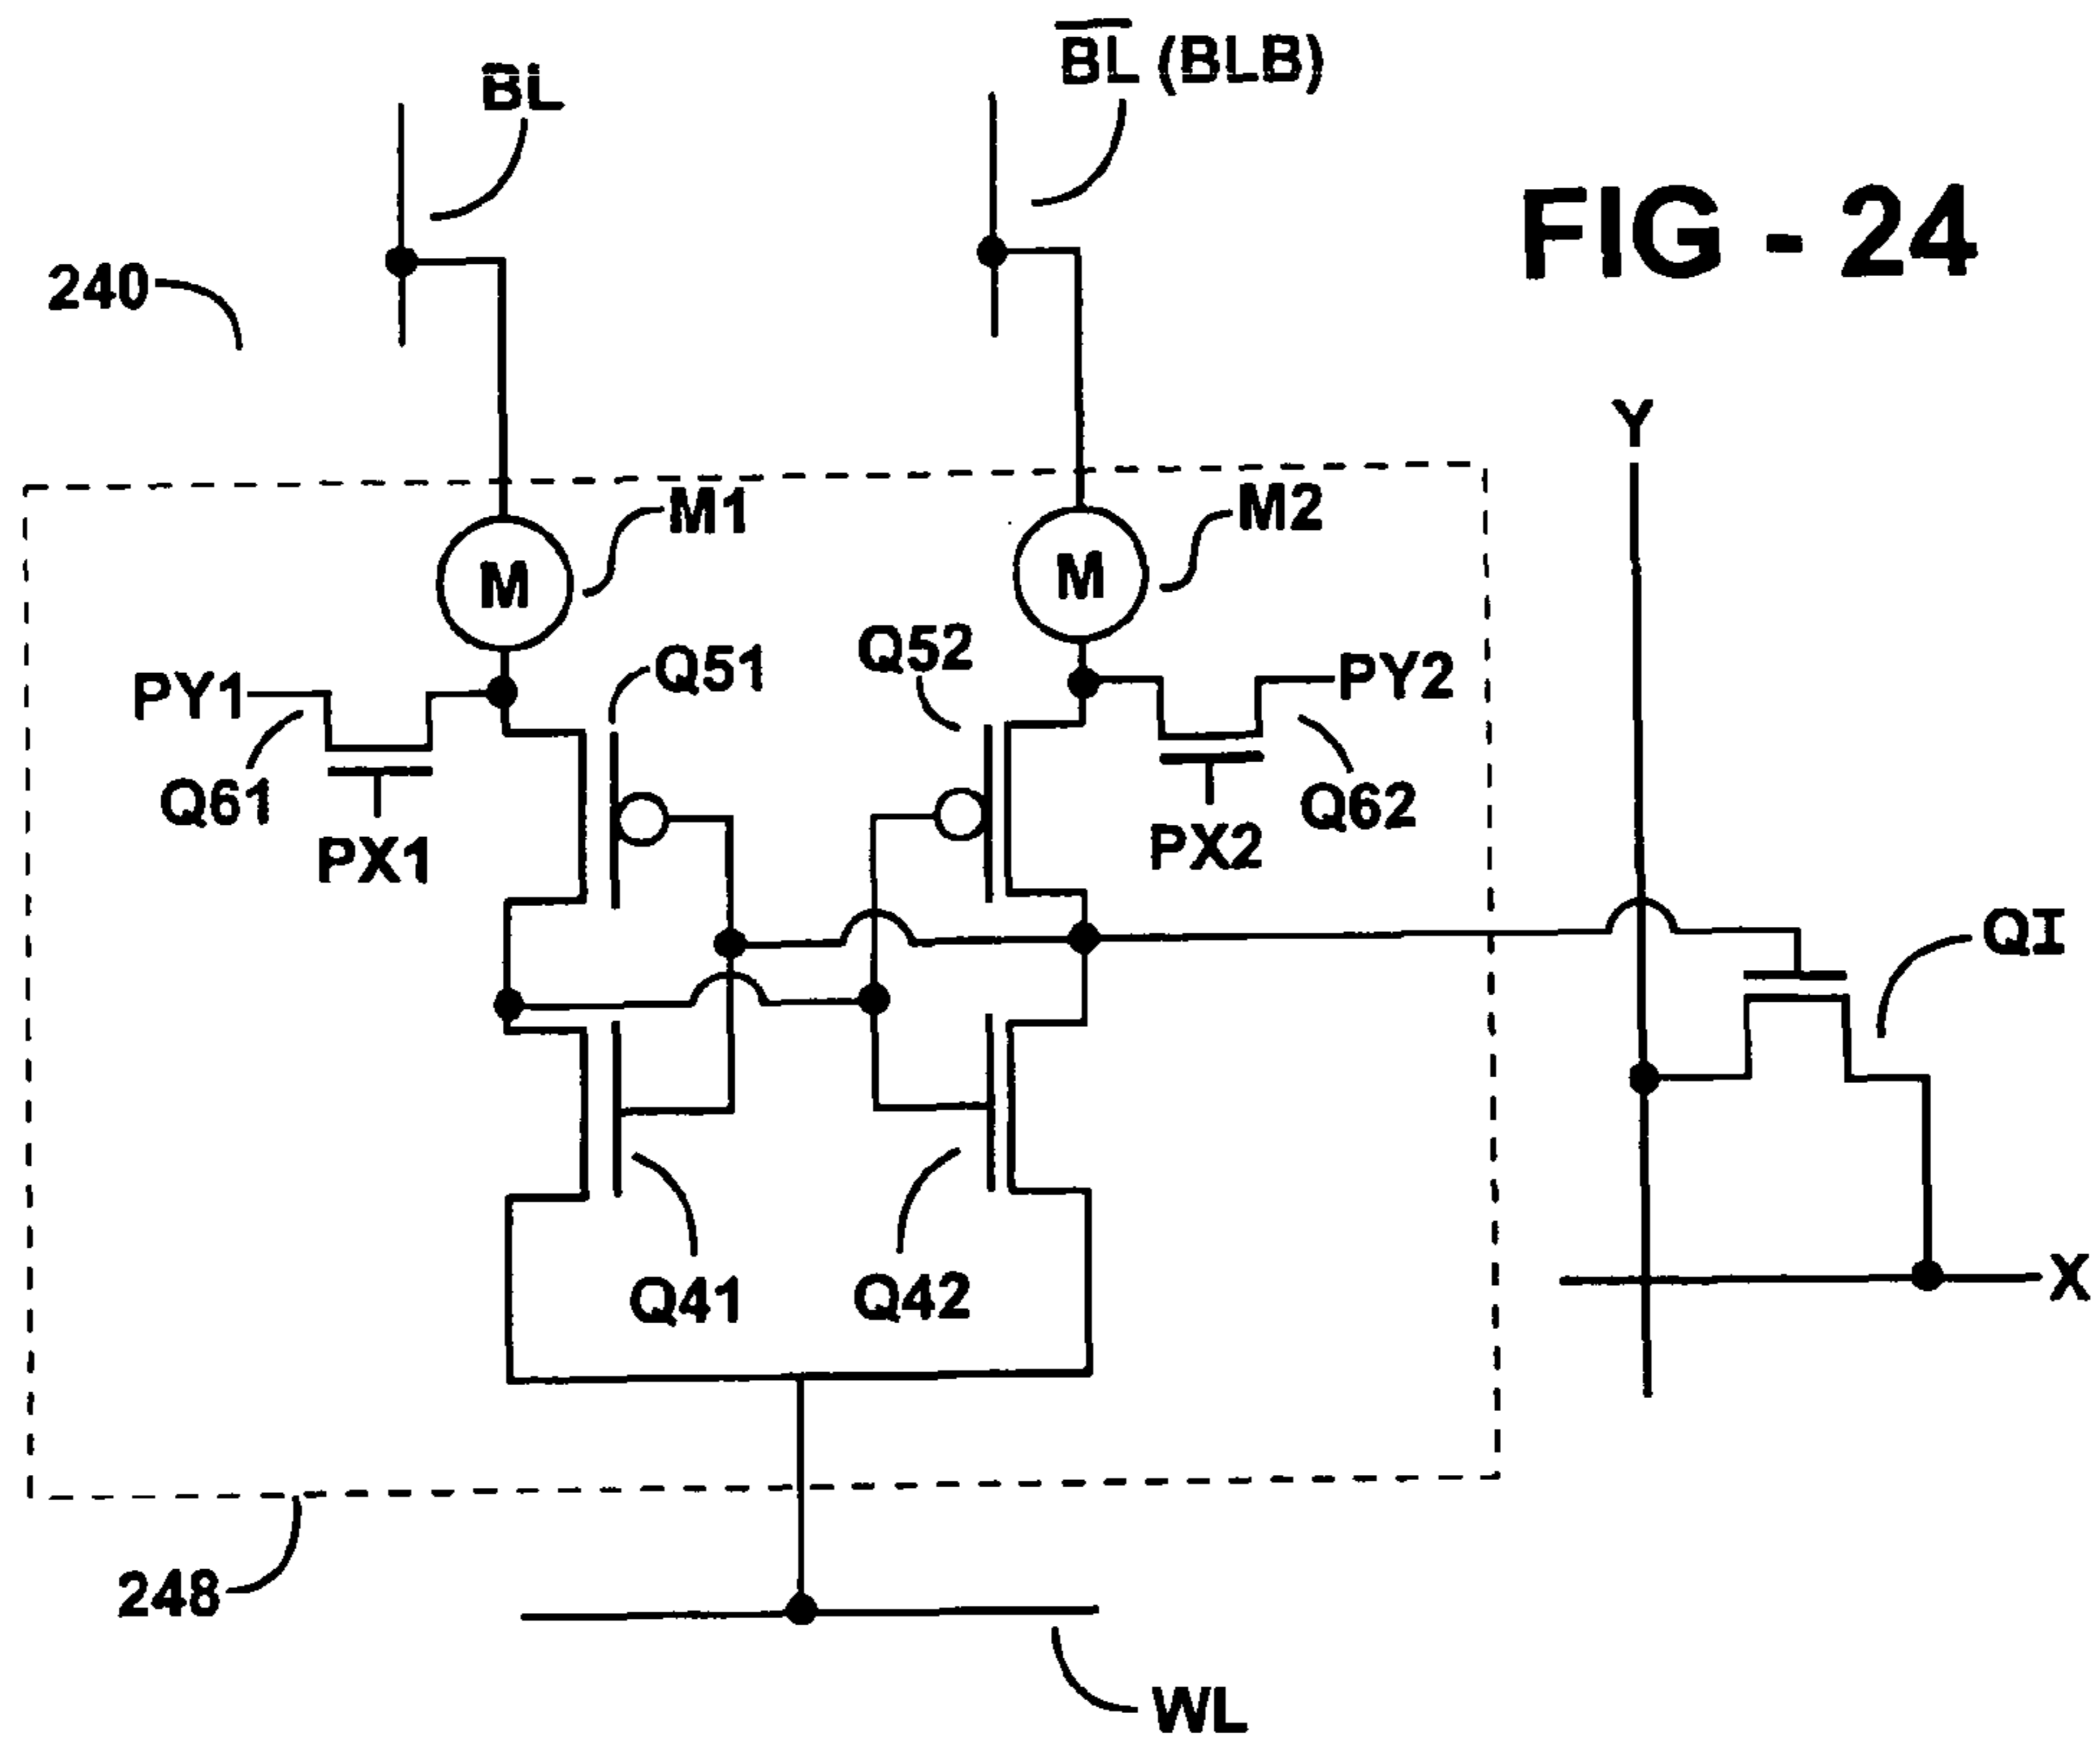 BL
B̅L̅ (BLB)
FIG - 24
240
Y
M1
M2
M
M
Q51
Q52
PY1
PY2
Q61
Q62
PX1
PX2
QI
Q41
Q42
X
248
WL